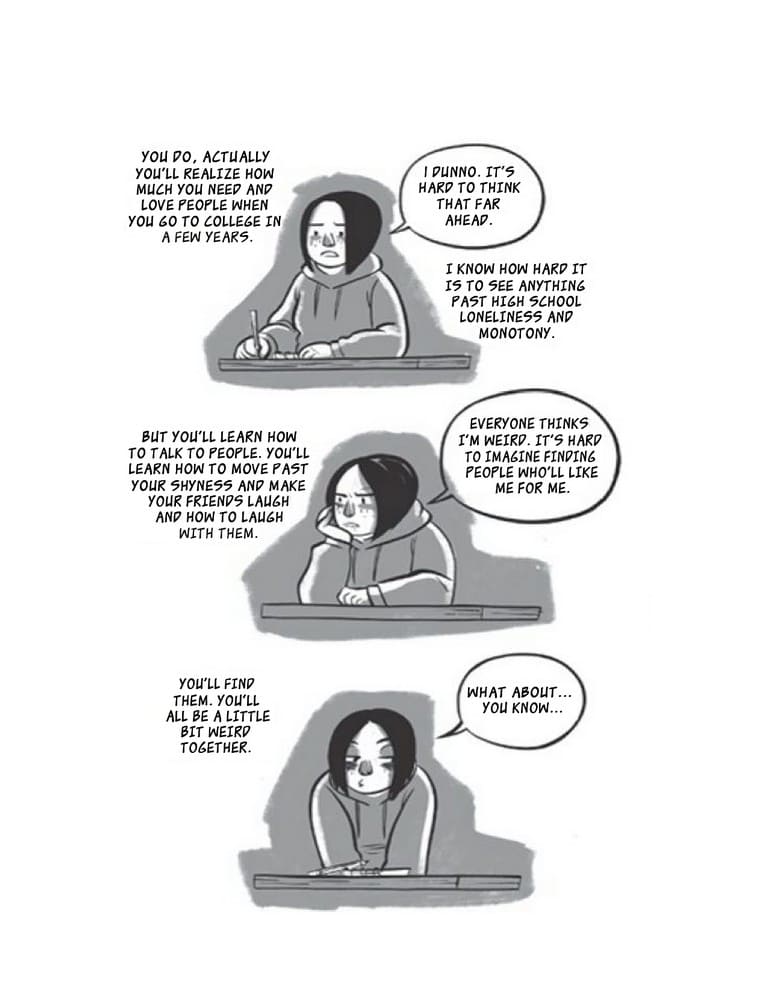 YOU DO, ACTUALLY
YOU'LL REALIZE HOW
MUCH YOU NEED AND
LOVE PEOPLE WHEN
YOU GO TO COLLEGE IN
A FEW YEARS.
I DUNNO. IT'S
HARD TO THINK
THAT FAR
AHEAD.
I KNOW HOW HARD IT
IS TO SEE ANYTHING
PAST HIGH SCHOOL
LONELINESS AND
MONOTONY.
EVERYONE THINKS
I'M WEIRD. IT'S HARD
TO IMAGINE FINDING
PEOPLE WHO'LL LIKE
ME FOR ME.
BUT YOU'LL LEARN HOW
TO TALK TO PEOPLE. YOU'LL
LEARN HOW TO MOVE PAST
YOUR SHYNESS AND MAKE
YOUR FRIENDS LAUGH
AND HOW TO LAUGH
WITH THEM.
YOU'LL FIND
THEM. YOU'LL
ALL BE A LITTLE
BIT WEIRD
TOGETHER.
WHAT ABOUT...
YOU KNOW...